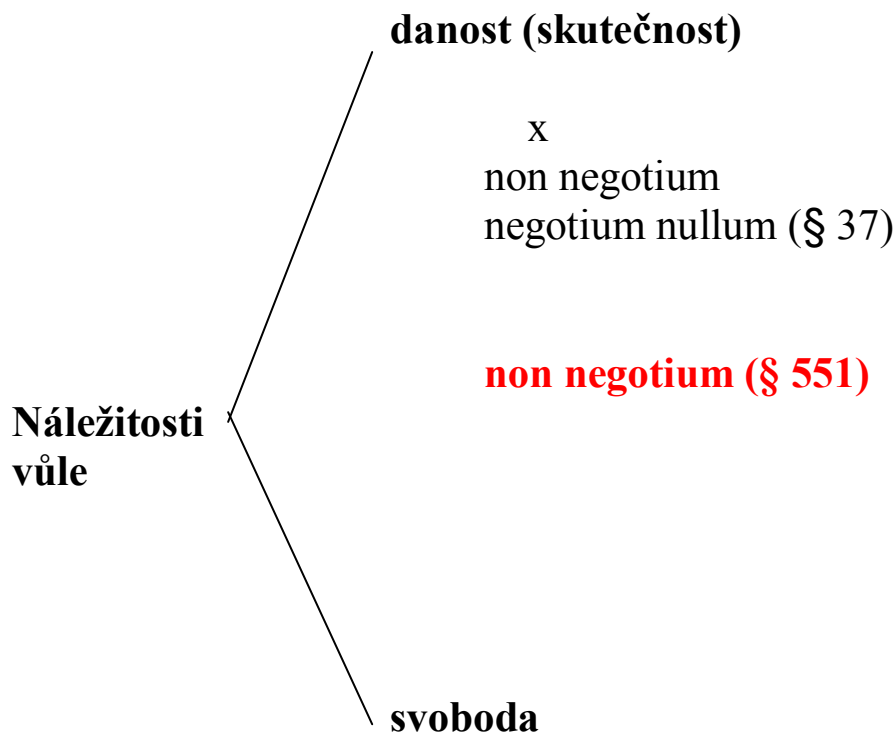 danost (skutečnost)
x
non negotium
negotium nullum (§ 37)
non negotium (§ 551)
Náležitosti
vůle
svoboda